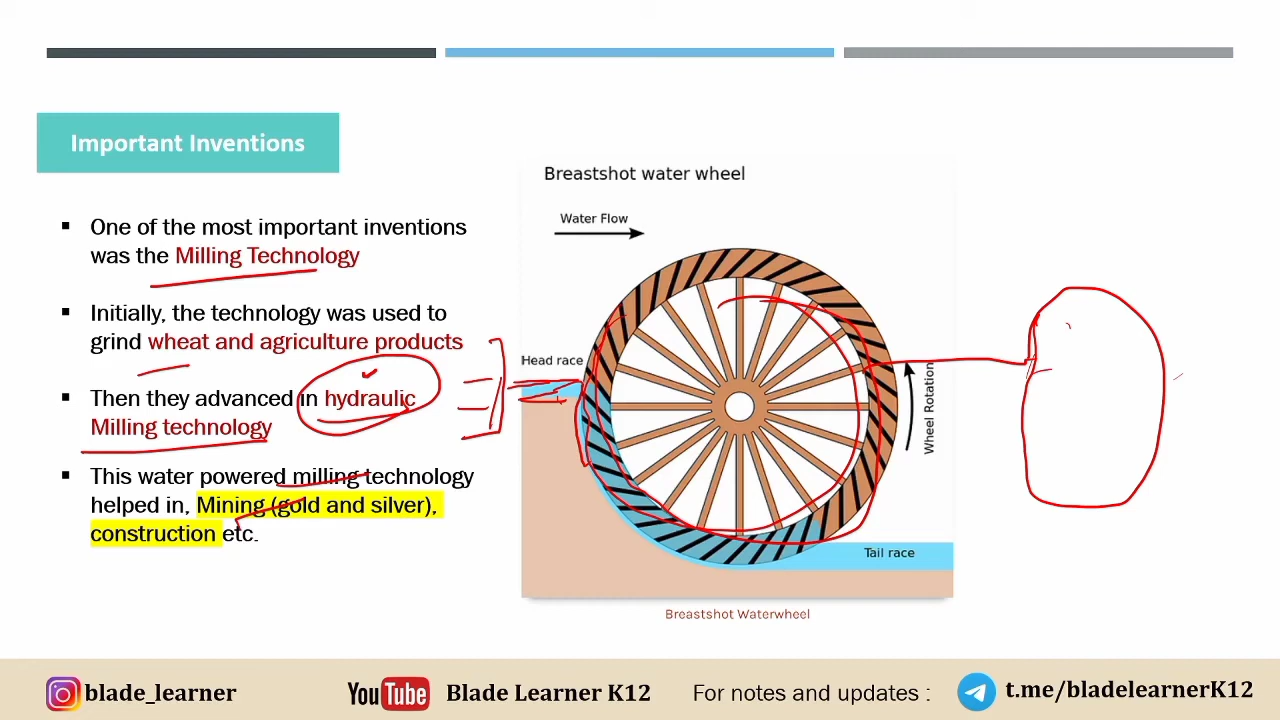 Important Inventions
One of the most important inventions
was the Milling Technology
Initially, the technology was used to
grind wheat and agriculture products
Then they advanced in hydraulic
Milling technology
This water powered milling technology
helped in, Mining (gold and silver),
construction etc.
Breastshot water wheel
Water Flow
Head race
Wheel Rotation
Tail race
Breastshot Waterwheel
blade_learner
YouTube
Blade Learner K12
For notes and updates :
t.me/bladelearnerK12